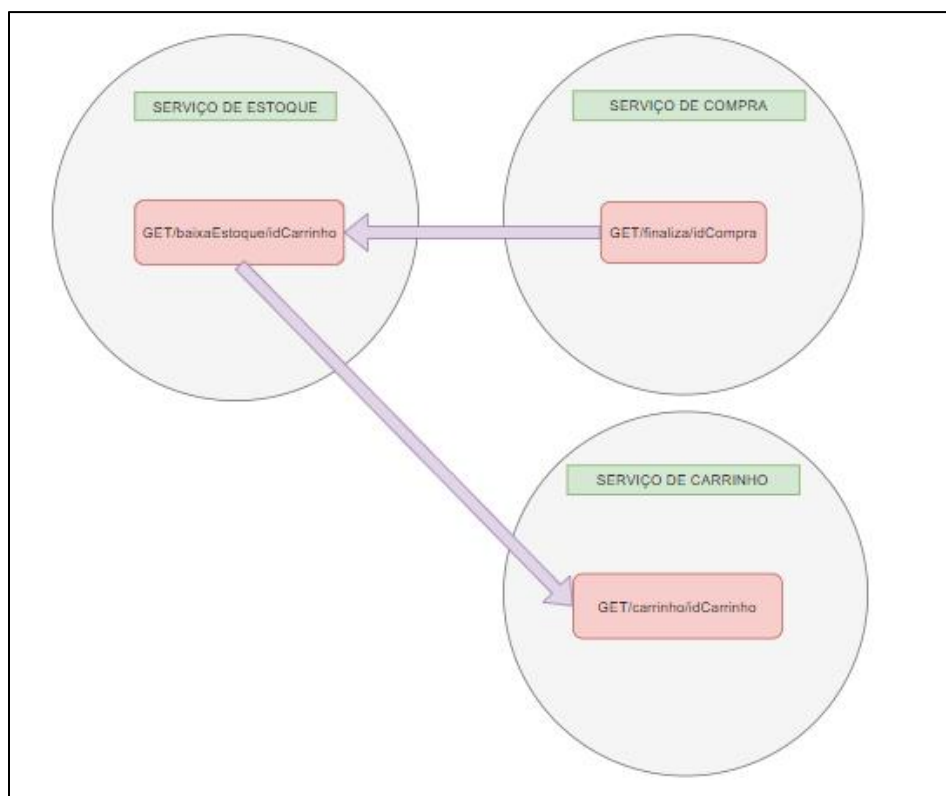 SERVIÇO DE ESTOQUE
SERVIÇO DE COMPRA
GET/baixaEstoque/idCarrinho
GET/finaliza/idCompra
SERVIÇO DE CARRINHO
GET/carrinho/idCarrinho